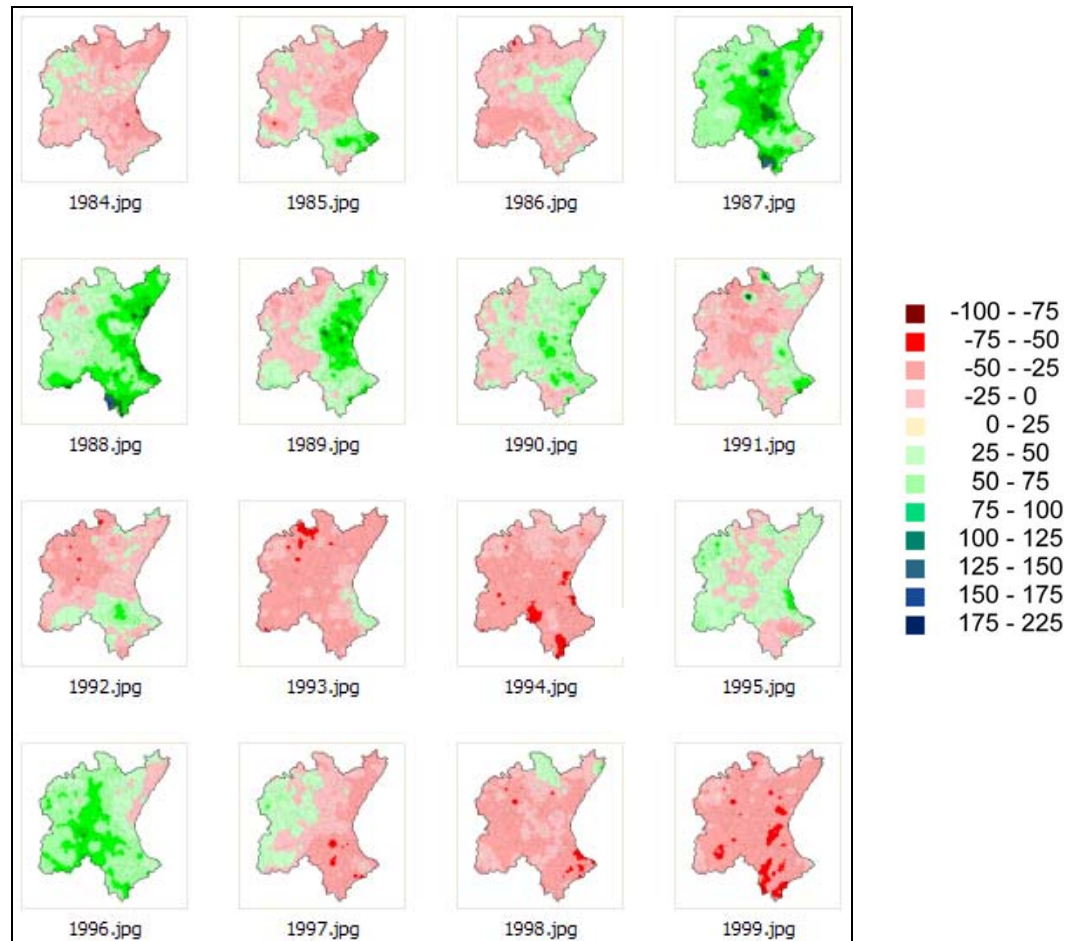 1984.jpg 1985.jpg 1986.jpg 1987.jpg
1988.jpg 1989.jpg 1990.jpg 1991.jpg
1992.jpg 1993.jpg 1994.jpg 1995.jpg
1996.jpg 1997.jpg 1998.jpg 1999.jpg
-100 - -75
-75 - -50
-50 - -25
-25 - 0
0 - 25
25 - 50
50 - 75
75 - 100
100 - 125
125 - 150
150 - 175
175 - 225